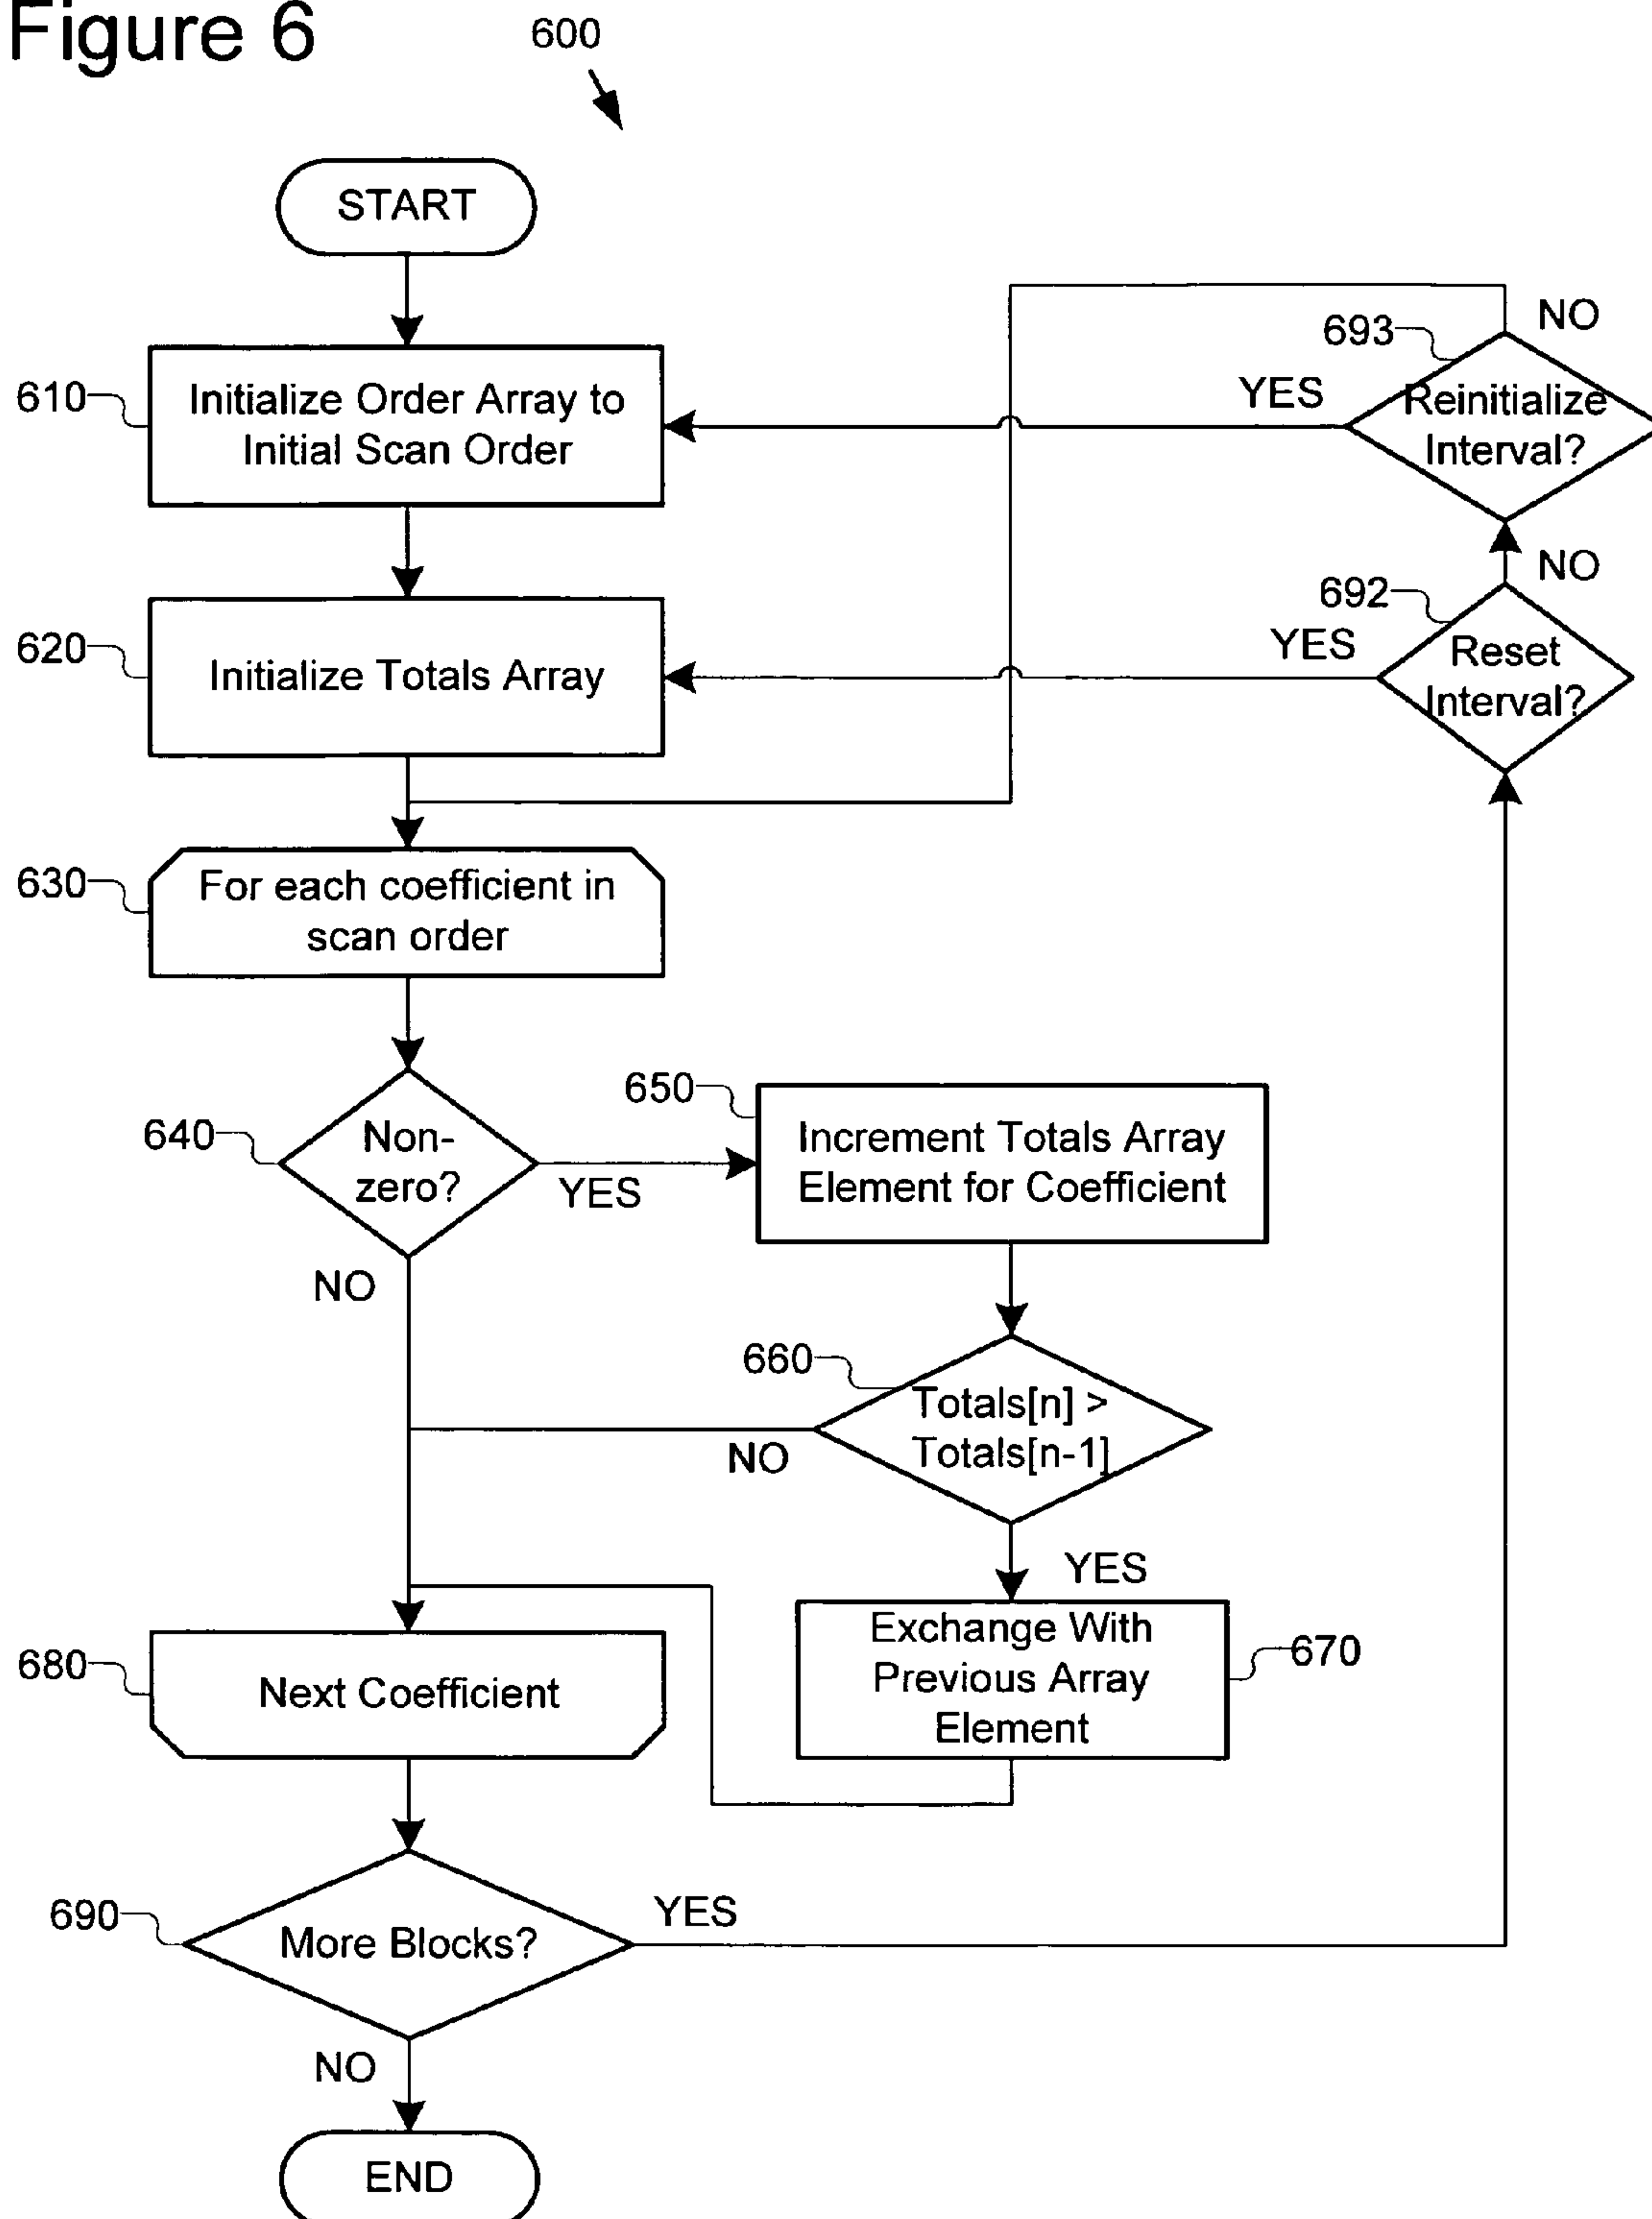 Figure 6
600
START
610
Initialize Order Array to
Initial Scan Order
693
NO
YES
Reinitialize
Interval?
620
Initialize Totals Array
692
NO
YES
Reset
Interval?
630
For each coefficient in
scan order
640
Non-
zero?
YES
NO
650
Increment Totals Array
Element for Coefficient
660
Totals[n] >
Totals[n-1]
NO
YES
670
Exchange With
Previous Array
Element
680
Next Coefficient
690
More Blocks?
YES
NO
END